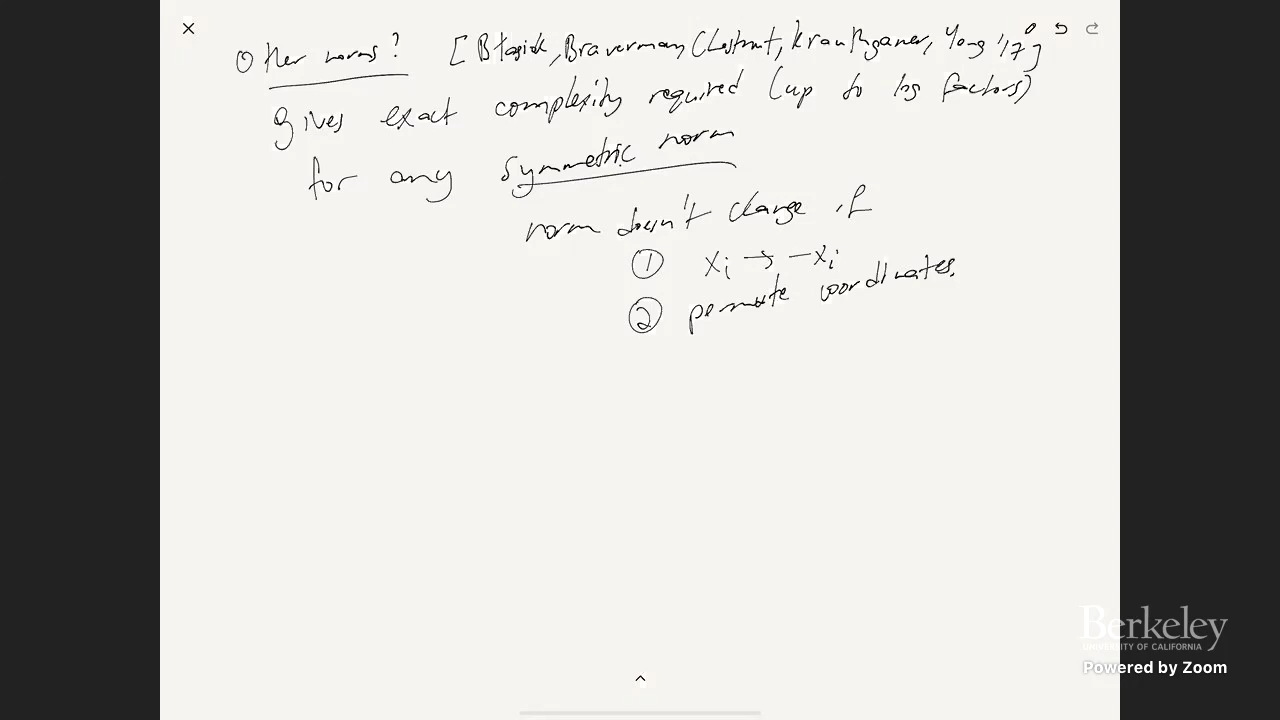 Other norms? [Błasiok, Braverman, Chestnut, Krauthgamer, Yang '17]
gives exact complexity required (up to log factors)
for any symmetric norm
norm doesn't change if
① xᵢ → -xᵢ
② permute coordinates.
Berkeley
UNIVERSITY OF CALIFORNIA
Powered by Zoom